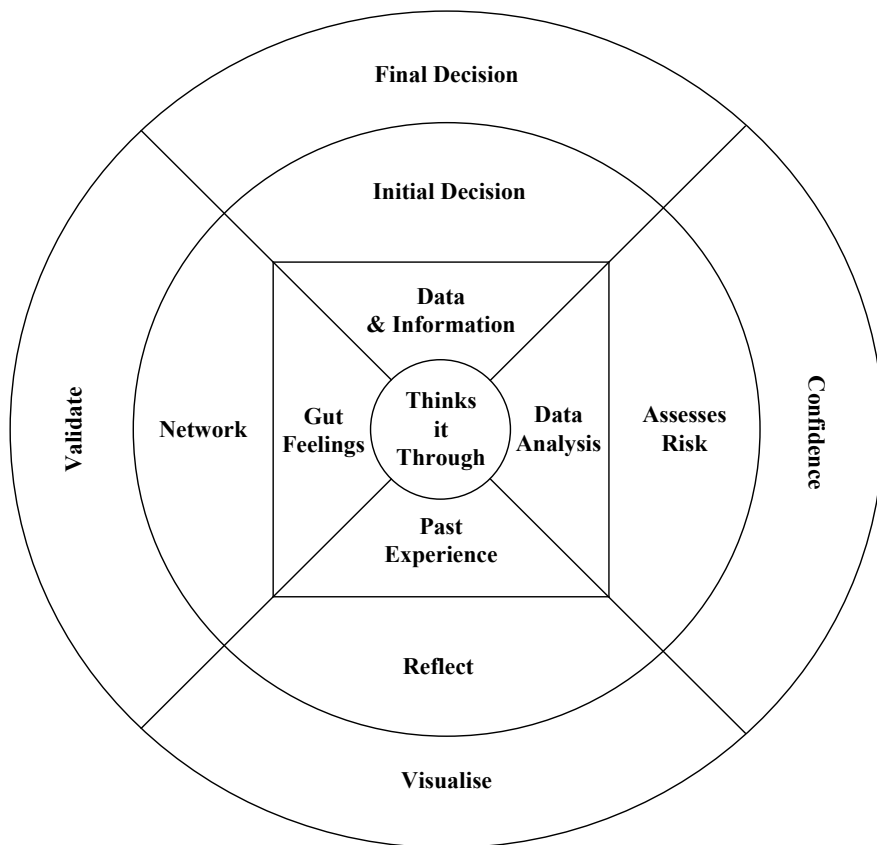 Final Decision
Initial Decision
Data
& Information
Validate
Network
Gut
Feelings
Thinks
it
Through
Data
Analysis
Assesses
Risk
Confidence
Past
Experience
Reflect
Visualise